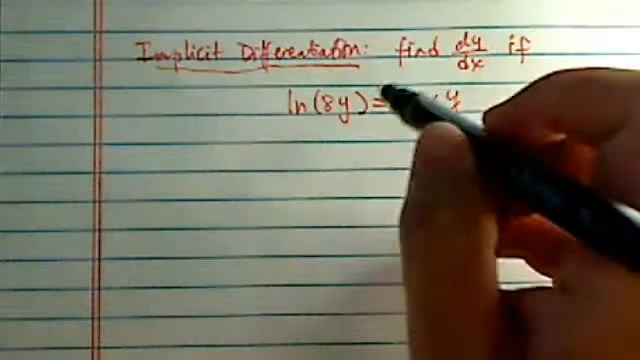 Implicit Differentiation: find dy/dx if
ln(8y) =